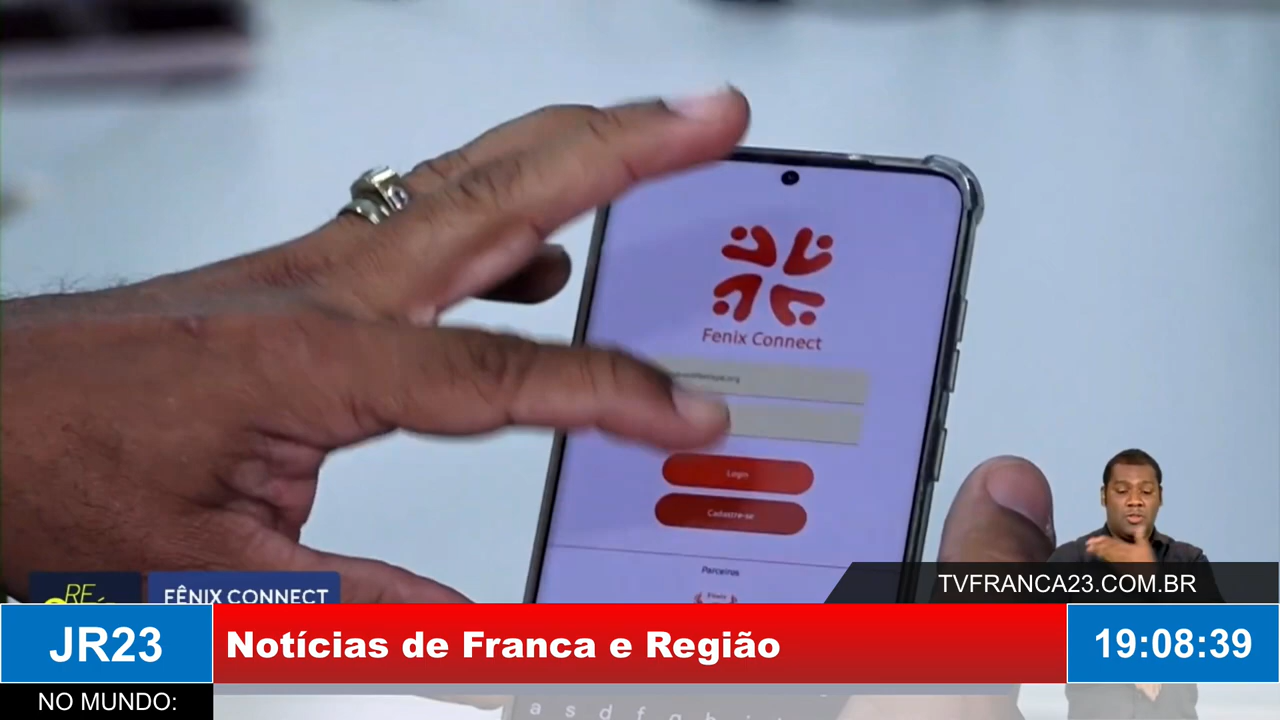 Fenix Connect
Login
Cadastre-se
Parceiros
RE
FÊNIX CONNECT
TVFRANCA23.COM.BR
JR23
Notícias de Franca e Região
19:08:39
NO MUNDO:
a s d f g h j